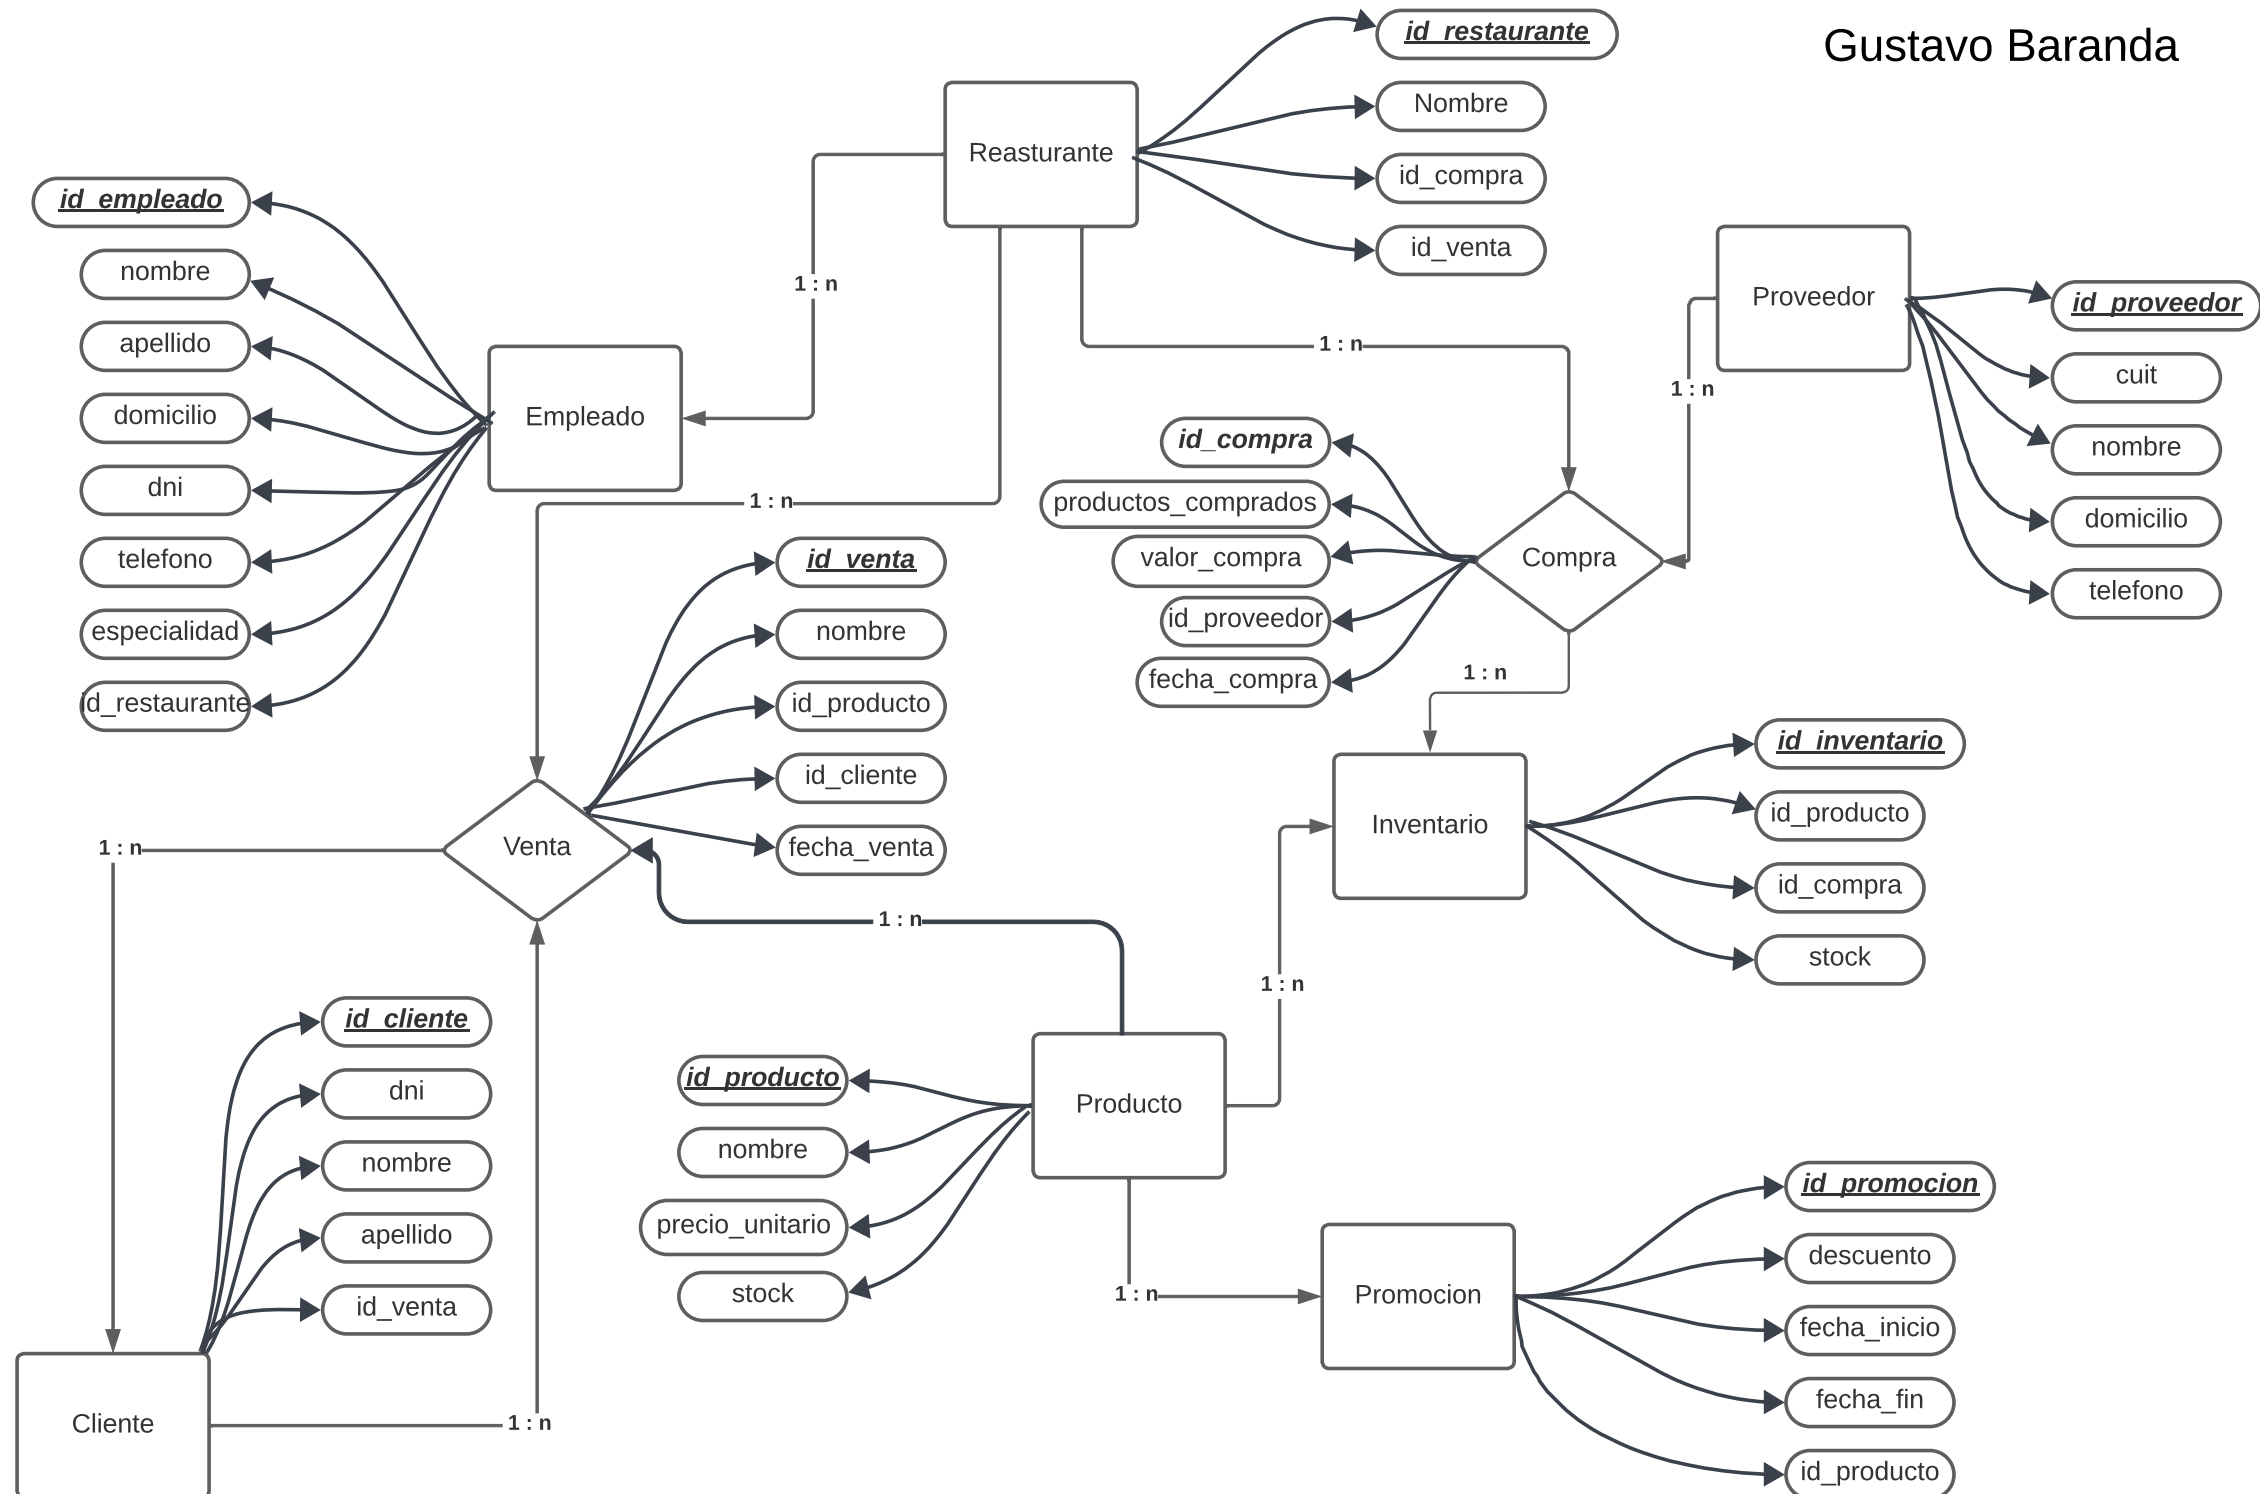 Gustavo Baranda
Reasturante
id_restaurante
Nombre
id_compra
id_venta
1 : n
1 : n
1 : n
Empleado
id_empleado
nombre
apellido
domicilio
dni
telefono
especialidad
id_restaurante
Proveedor
id_proveedor
cuit
nombre
domicilio
telefono
1 : n
Compra
id_compra
productos_comprados
valor_compra
id_proveedor
fecha_compra
1 : n
Venta
id_venta
nombre
id_producto
id_cliente
fecha_venta
1 : n
1 : n
Inventario
id_inventario
id_producto
id_compra
stock
1 : n
Cliente
id_cliente
dni
nombre
apellido
id_venta
1 : n
Producto
id_producto
nombre
precio_unitario
stock
1 : n
Promocion
id_promocion
descuento
fecha_inicio
fecha_fin
id_producto